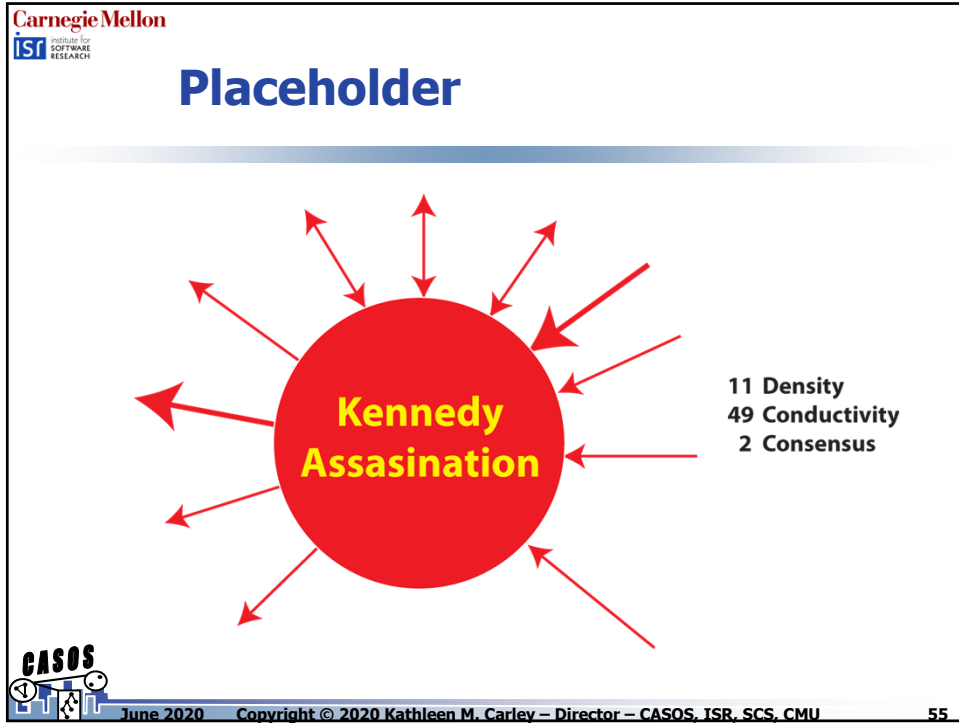 Carnegie Mellon
isr institute for
SOFTWARE
RESEARCH
Placeholder
Kennedy
Assasination
11 Density
49 Conductivity
2 Consensus
CASOS
June 2020 Copyright © 2020 Kathleen M. Carley – Director – CASOS, ISR, SCS, CMU 55